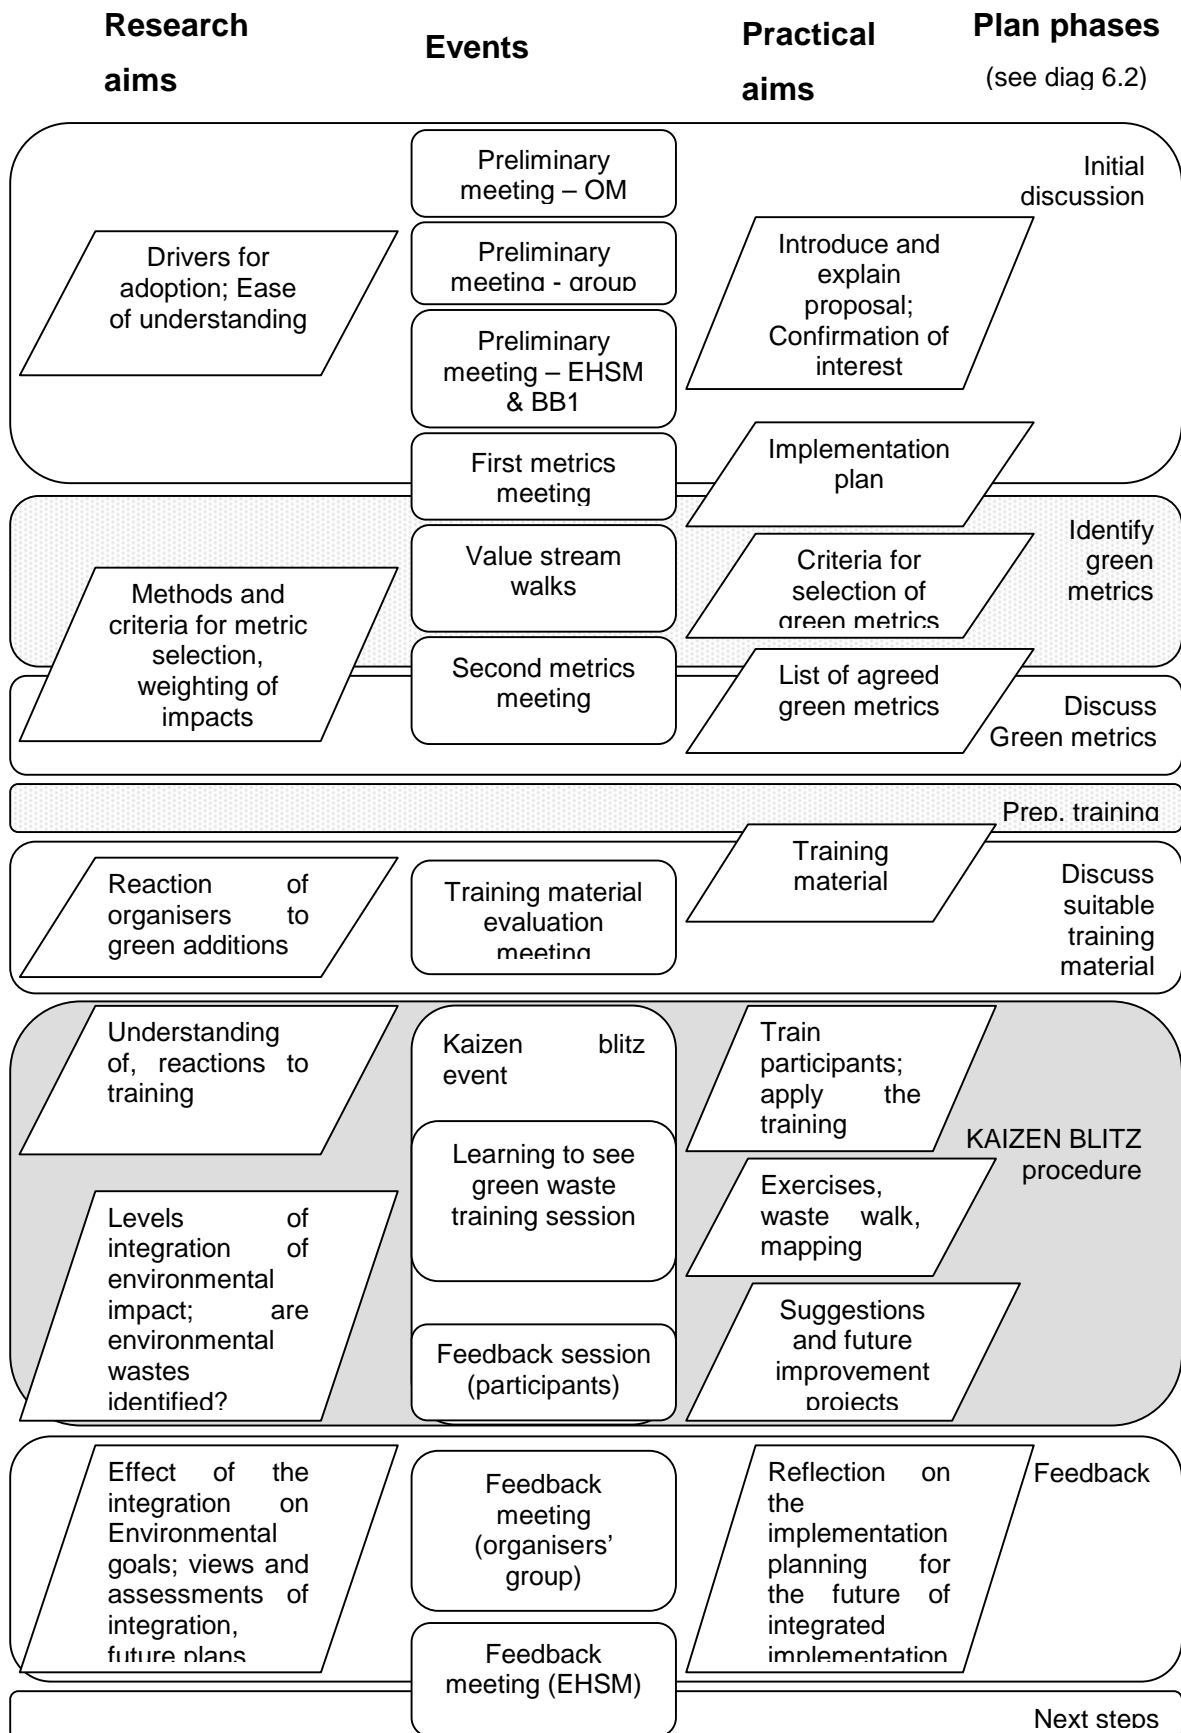 Research
aims
Events
Practical
aims
Plan phases
(see diag 6.2)
Preliminary
meeting – OM
Initial
discussion
Drivers for
adoption; Ease
of understanding
Preliminary
meeting - group
Introduce and
explain
proposal;
Confirmation of
interest
Preliminary
meeting – EHSM
& BB1
First metrics
meeting
Implementation
plan
Identify
green
metrics
Value stream
walks
Criteria for
selection of
green metrics
Methods and
criteria for metric
selection,
weighting of
impacts
Second metrics
meeting
List of agreed
green metrics
Discuss
Green metrics
Prep. training
Training
material
Reaction of
organisers to
green additions
Training material
evaluation
meeting
Discuss
suitable
training
material
Understanding
of, reactions to
training
Kaizen blitz
event
Train
participants;
apply the
training
KAIZEN BLITZ
procedure
Learning to see
green waste
training session
Exercises,
waste walk,
mapping
Levels of
integration of
environmental
impact; are
environmental
wastes
identified?
Feedback session
(participants)
Suggestions
and future
improvement
projects
Effect of the
integration on
Environmental
goals; views and
assessments of
integration,
future plans
Feedback
meeting
(organisers’
group)
Reflection on
the
implementation
planning for
the future of
integrated
implementation
Feedback
Feedback
meeting (EHSM)
Next steps